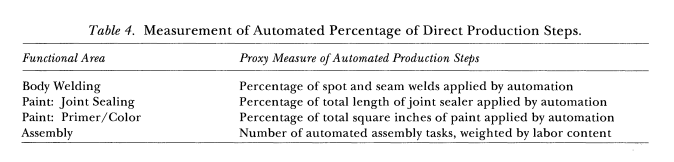 Table 4. Measurement of Automated Percentage of Direct Production Steps.
Functional Area Proxy Measure of Automated Production Steps
Body Welding Percentage of spot and seam welds applied by automation
Paint: Joint Sealing Percentage of total length of joint sealer applied by automation
Paint: Primer/Color Percentage of total square inches of paint applied by automation
Assembly Number of automated assembly tasks, weighted by labor content